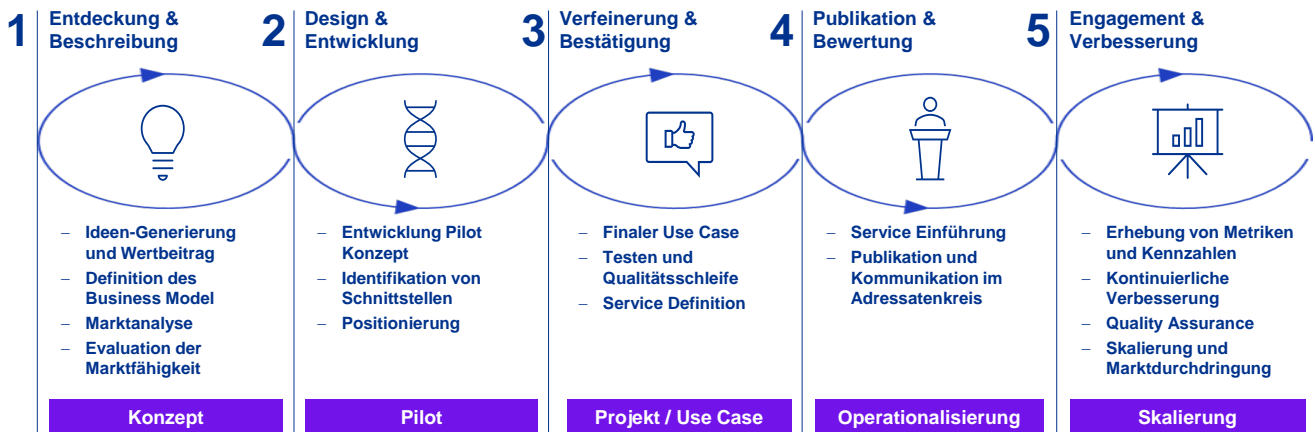 1
Entdeckung &
Beschreibung
– Ideen-Generierung
und Wertbeitrag
– Definition des
Business Model
– Marktanalyse
– Evaluation der
Marktfähigkeit
Konzept
2
Design &
Entwicklung
– Entwicklung Pilot
Konzept
– Identifikation von
Schnittstellen
– Positionierung
Pilot
3
Verfeinerung &
Bestätigung
– Finaler Use Case
– Testen und
Qualitätsschleife
– Service Definition
Projekt / Use Case
4
Publikation &
Bewertung
– Service Einführung
– Publikation und
Kommunikation im
Adressatenkreis
Operationalisierung
5
Engagement &
Verbesserung
– Erhebung von Metriken
und Kennzahlen
– Kontinuierliche
Verbesserung
– Quality Assurance
– Skalierung und
Marktdurchdringung
Skalierung